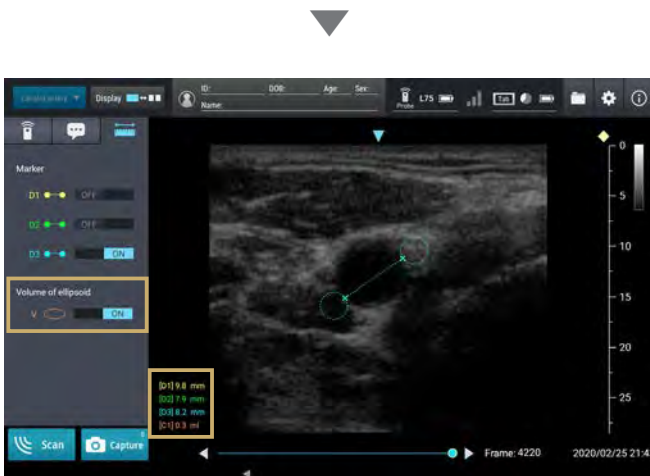 Display
ID: DOB: Age: Sex:
Name:
Probe L75 Tab
Marker
D1 OFF
D2 OFF
D3 ON
Volume of ellipsoid
V ON
0
5
10
15
20
25
[D1] 9.8 mm
[D2] 7.9 mm
[D3] 8.2 mm
[C1] 0.3 ml
Scan
Capture
Frame: 4220 2020/02/25 21:4